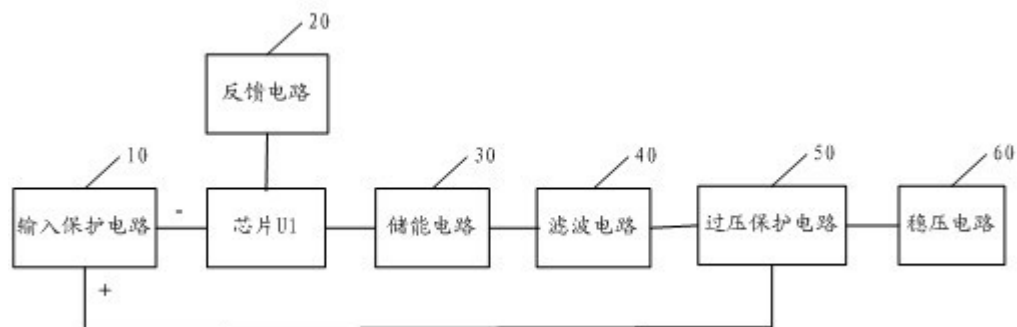 20
反馈电路
10
30
40
50
60
输入保护电路
-
芯片U1
储能电路
滤波电路
过压保护电路
稳压电路
+